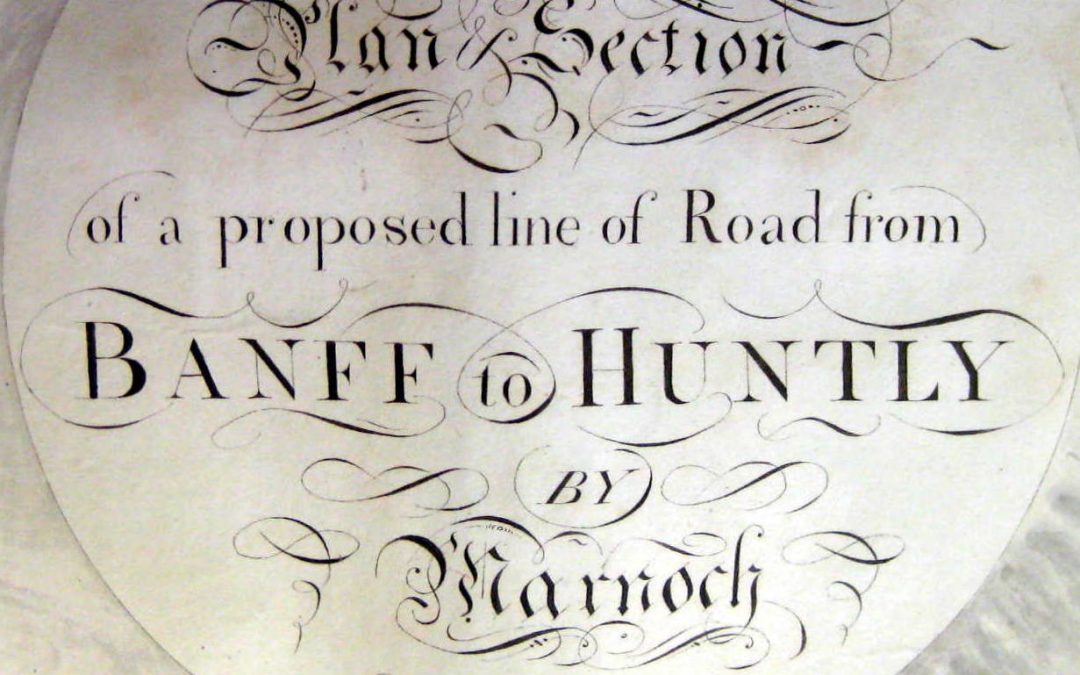 Plan & Section
of a proposed line of Road from
BANFF to HUNTLY
BY
Marnoch